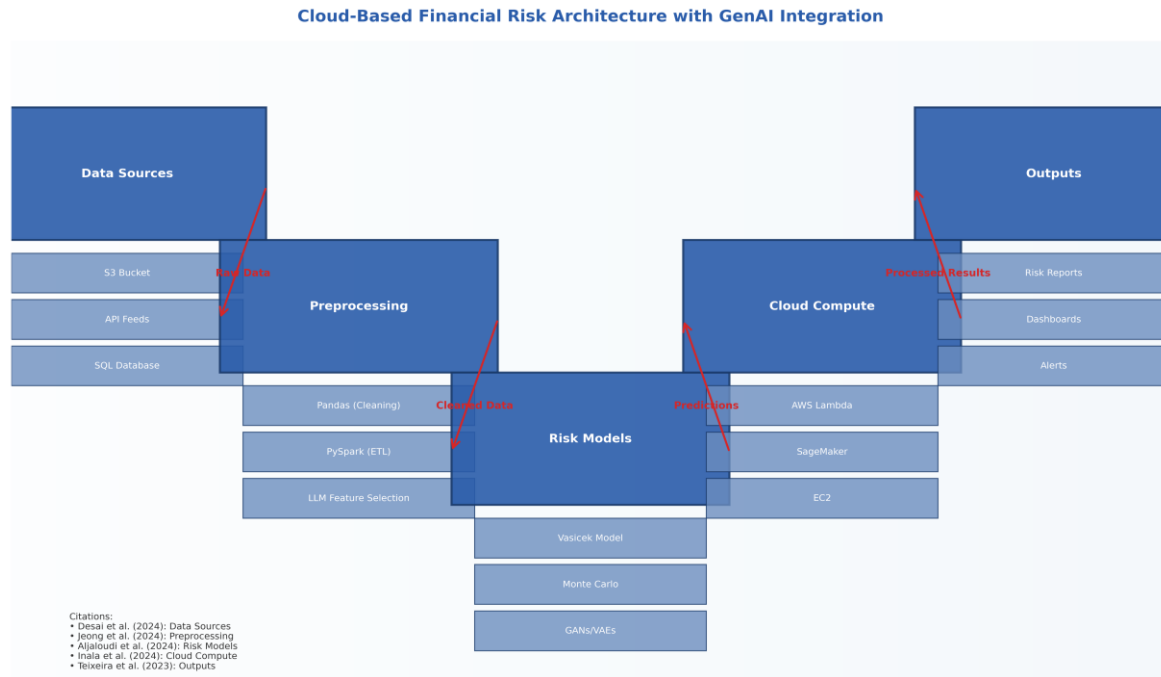 Cloud-Based Financial Risk Architecture with GenAI Integration
Data Sources
Outputs
S3 Bucket
API Feeds
SQL Database
Raw Data
Preprocessing
Cloud Compute
Processed Results
Risk Reports
Dashboards
Alerts
Pandas (Cleaning)
PySpark (ETL)
LLM Feature Selection
Cleaned Data
Risk Models
Predictions
AWS Lambda
SageMaker
EC2
Vasicek Model
Monte Carlo
GANs/VAEs
Citations:
• Desai et al. (2024): Data Sources
• Jeong et al. (2024): Preprocessing
• Aljaloudi et al. (2024): Risk Models
• Inala et al. (2024): Cloud Compute
• Teixeira et al. (2023): Outputs